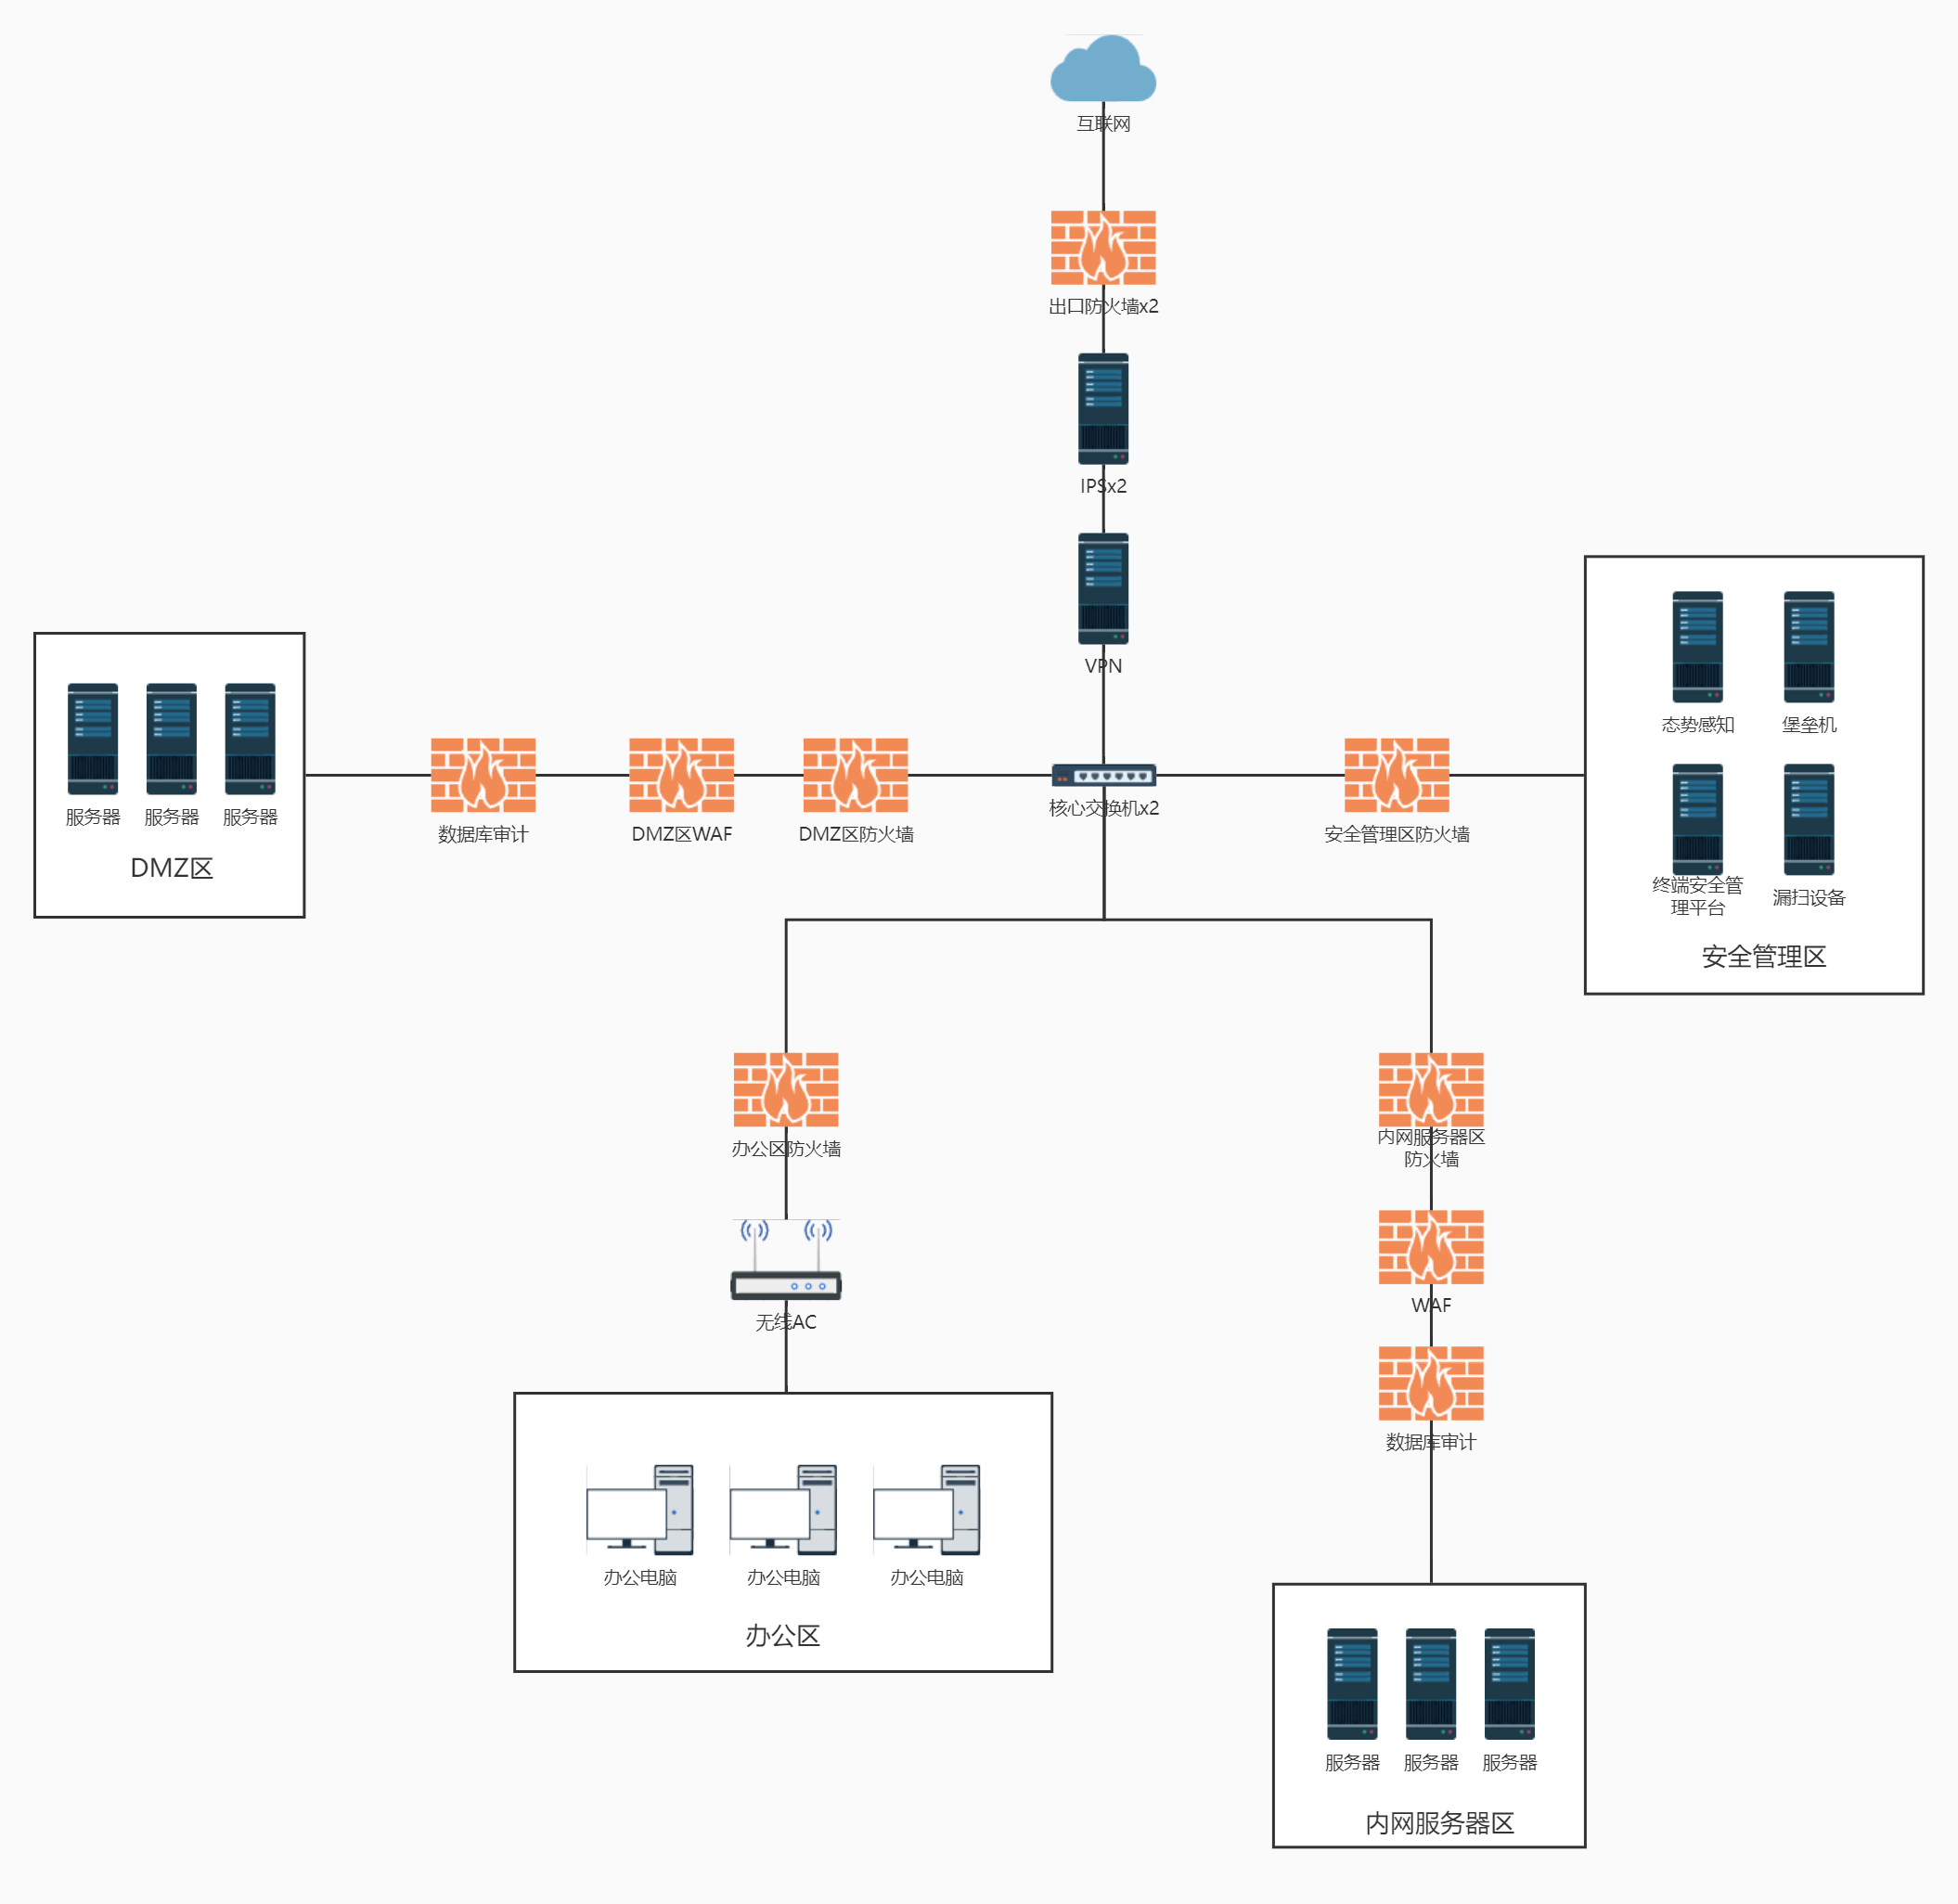 互联网
出口防火墙x2
IPSx2
VPN
态势感知
堡垒机
服务器
服务器
服务器
DMZ区
数据库审计
DMZ区WAF
DMZ区防火墙
核心交换机x2
安全管理区防火墙
终端安全管
理平台
漏扫设备
安全管理区
办公区防火墙
内网服务器区
防火墙
无线AC
WAF
数据库审计
办公电脑
办公电脑
办公电脑
办公区
服务器
服务器
服务器
内网服务器区